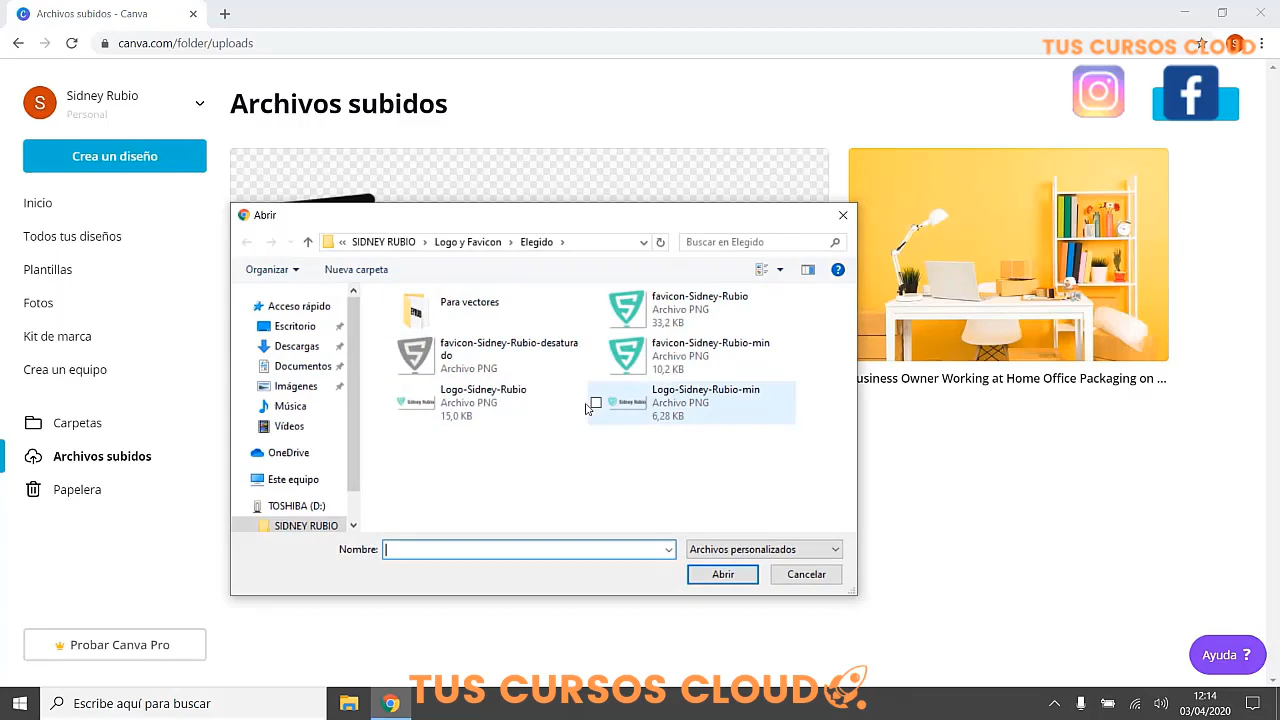 Archivos subidos - Canva
canva.com/folder/uploads
TUS CURSOS CLOUD
S
Sidney Rubio
Personal
Archivos subidos
Crea un diseño
Inicio
Todos tus diseños
Plantillas
Fotos
Kit de marca
Crea un equipo
Carpetas
Archivos subidos
Papelera
Probar Canva Pro
Abrir
« SIDNEY RUBIO › Logo y Favicon › Elegido ›
Buscar en Elegido
Organizar
Nueva carpeta
Acceso rápido
Escritorio
Descargas
Documentos
Imágenes
Música
Vídeos
OneDrive
Este equipo
TOSHIBA (D:)
SIDNEY RUBIO
Para vectores
favicon-Sidney-Rubio
Archivo PNG
33,2 KB
favicon-Sidney-Rubio-desatura
do
Archivo PNG
favicon-Sidney-Rubio-min
Archivo PNG
10,2 KB
Logo-Sidney-Rubio
Archivo PNG
15,0 KB
Logo-Sidney-Rubio-min
Archivo PNG
6,28 KB
Nombre:
Archivos personalizados
Abrir
Cancelar
usiness Owner Working at Home Office Packaging on ...
Ayuda ?
TUS CURSOS CLOUD
Escribe aquí para buscar
12:14
03/04/2020